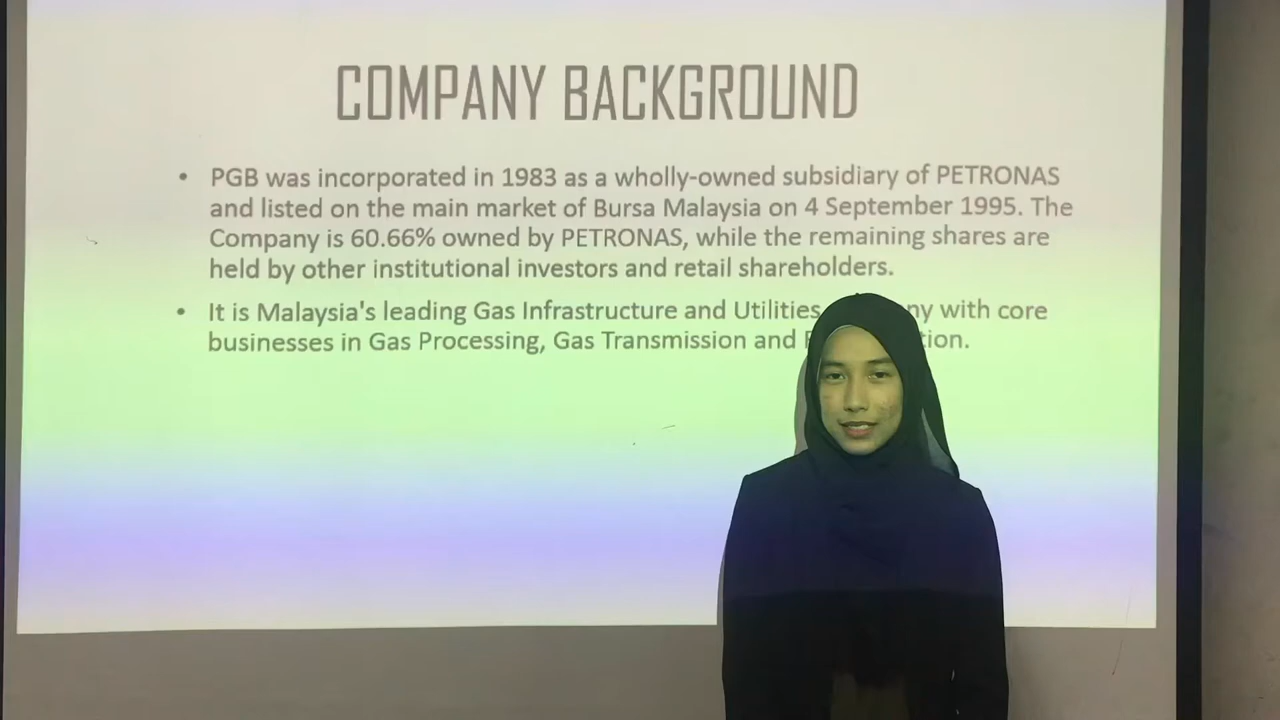 COMPANY BACKGROUND
• PGB was incorporated in 1983 as a wholly-owned subsidiary of PETRONAS
and listed on the main market of Bursa Malaysia on 4 September 1995. The
Company is 60.66% owned by PETRONAS, while the remaining shares are
held by other institutional investors and retail shareholders.
• It is Malaysia's leading Gas Infrastructure and Utilities with core
businesses in Gas Processing, Gas Transmission and